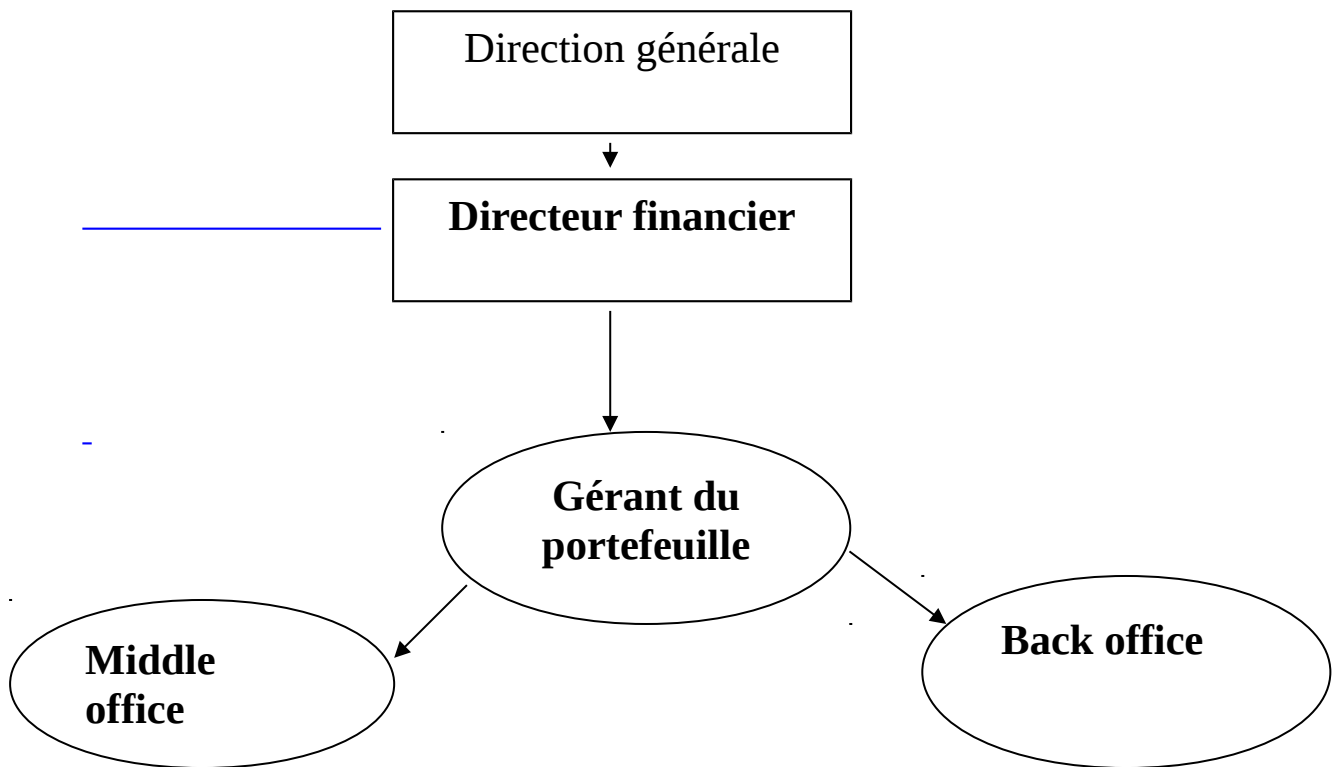 Direction générale
Directeur financier
Gérant du
portefeuille
Middle
office
Back office